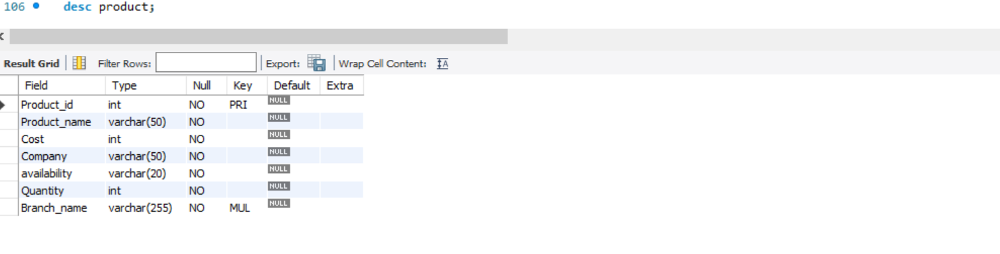 106 desc product;
Result Grid Filter Rows: Export: Wrap Cell Content: IA
Field Type Null Key Default Extra
Product_id int NO PRI NULL
Product_name varchar(50) NO NULL
Cost int NO NULL
Company varchar(50) NO NULL
availability varchar(20) NO NULL
Quantity int NO NULL
Branch_name varchar(255) NO MUL NULL